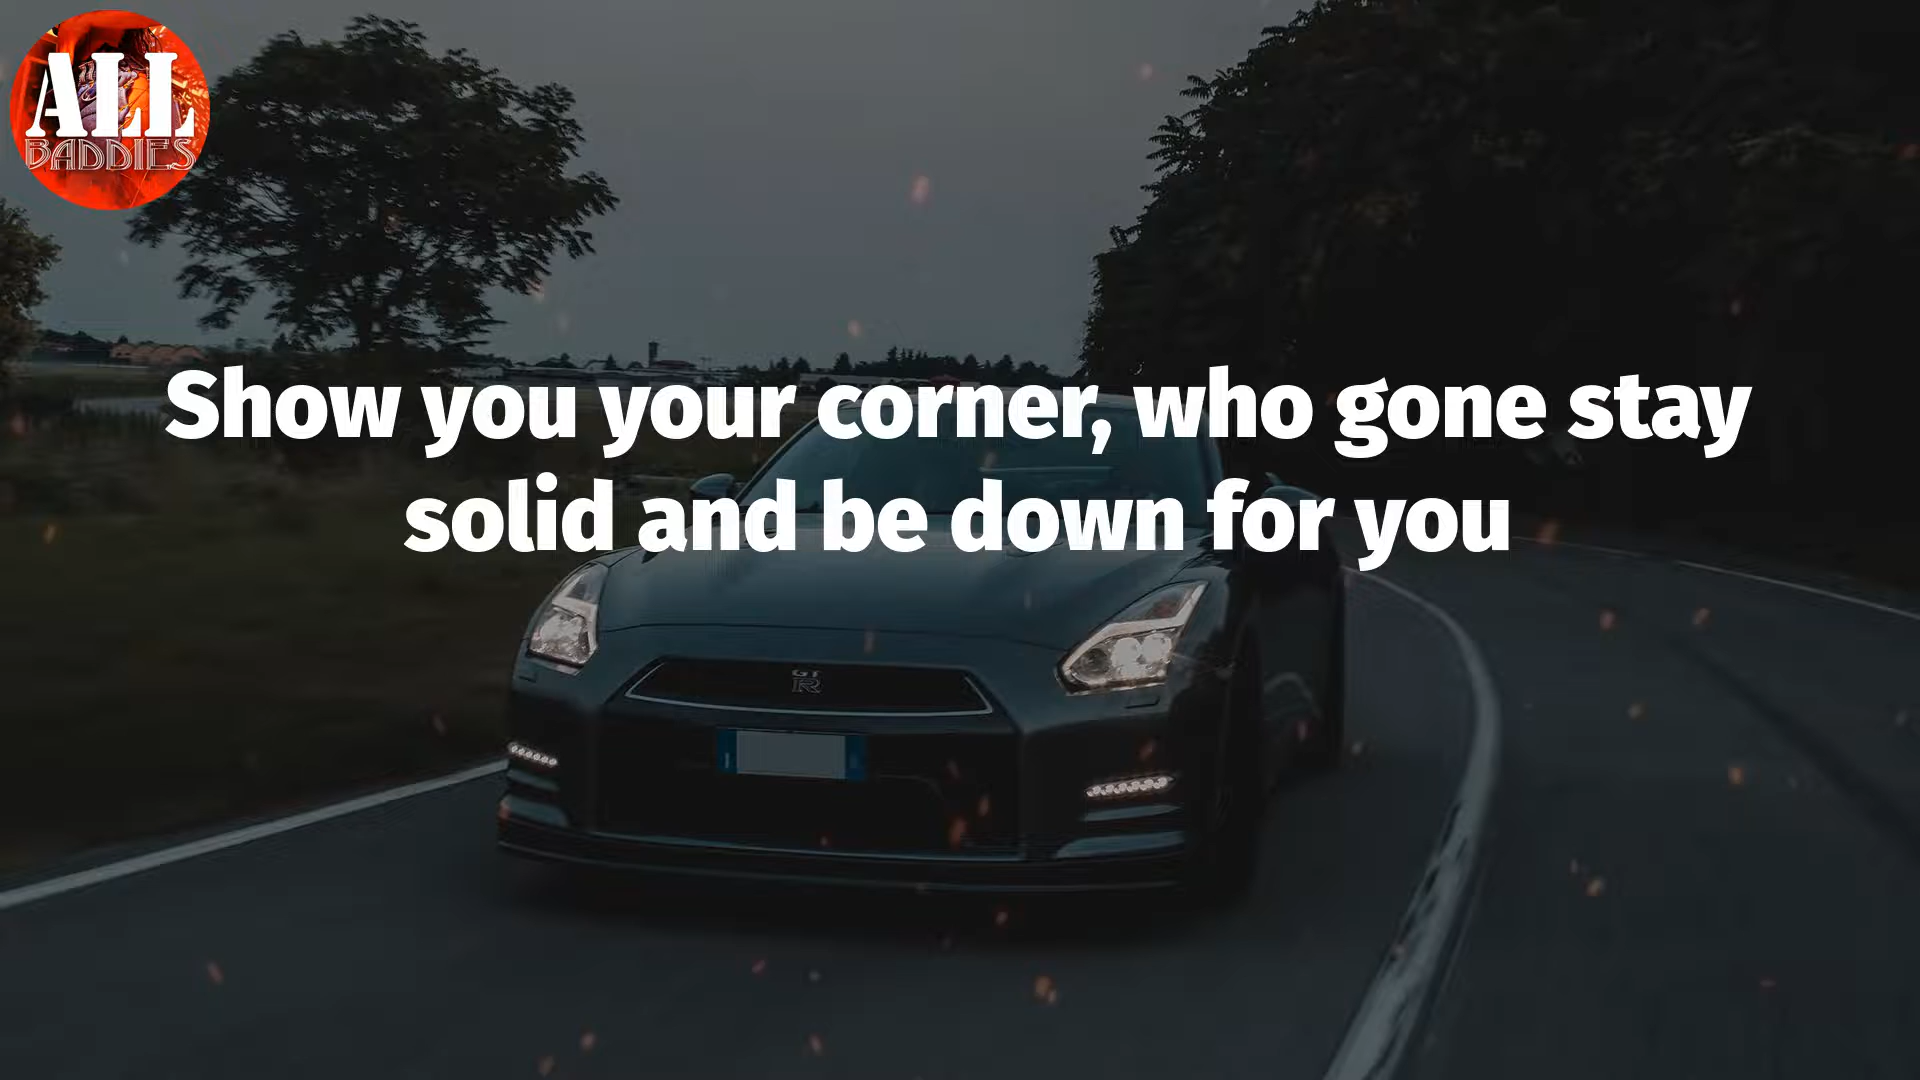 ALL
BADDIES
Show you your corner, who gone stay
solid and be down for you
GT
R